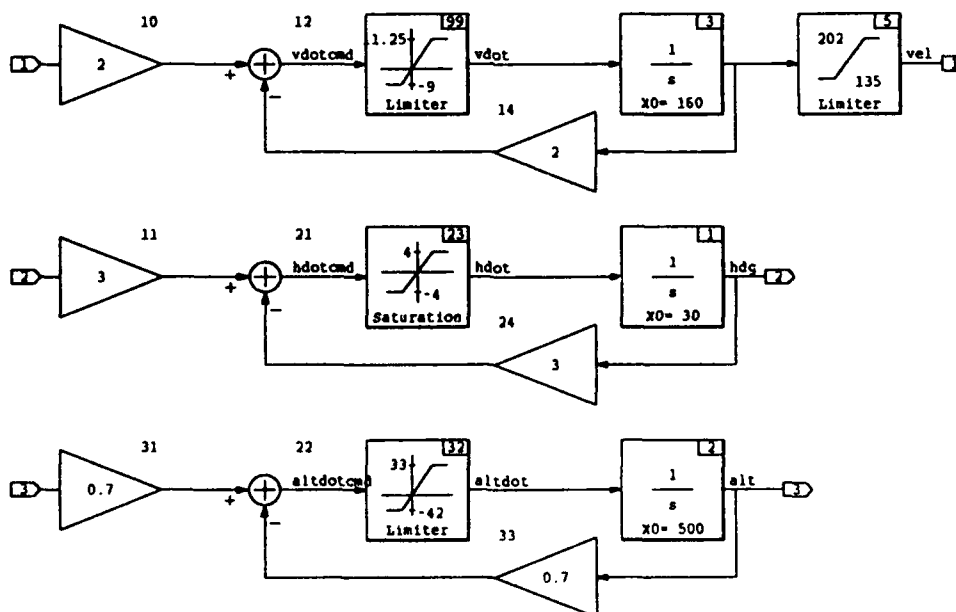 10 12 99 3 5
11.25 202
1 2 vdotcmd vdot 1 vel 1
+ s
− -9 135
14 Limiter X0= 160 Limiter
2
11 21 23 1
4
2 3 hdotcmd hdot 1 hdg 2
+ s
− -4
24 Saturation X0= 30
3
31 22 32 2
33
3 0.7 altdotcmd altdot 1 alt 3
+ s
− -42
33 Limiter X0= 500
0.7